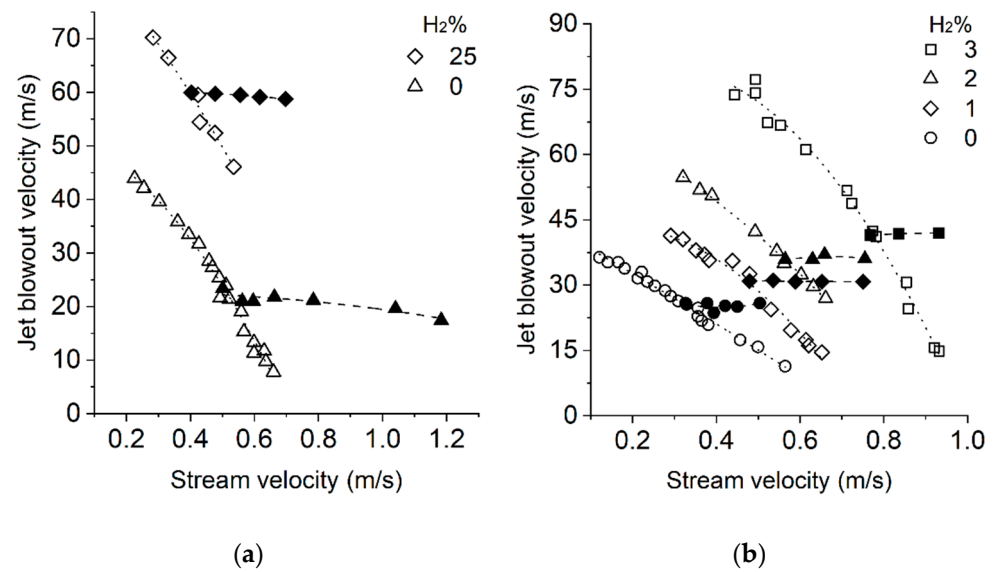 H2%
25
0
70
60
50
40
30
20
10
0
0.2 0.4 0.6 0.8 1.0 1.2
Jet blowout velocity (m/s)
Stream velocity (m/s)
(a)
H2%
3
2
1
0
90
75
60
45
30
15
0
0.2 0.4 0.6 0.8 1.0
Jet blowout velocity (m/s)
Stream velocity (m/s)
(b)